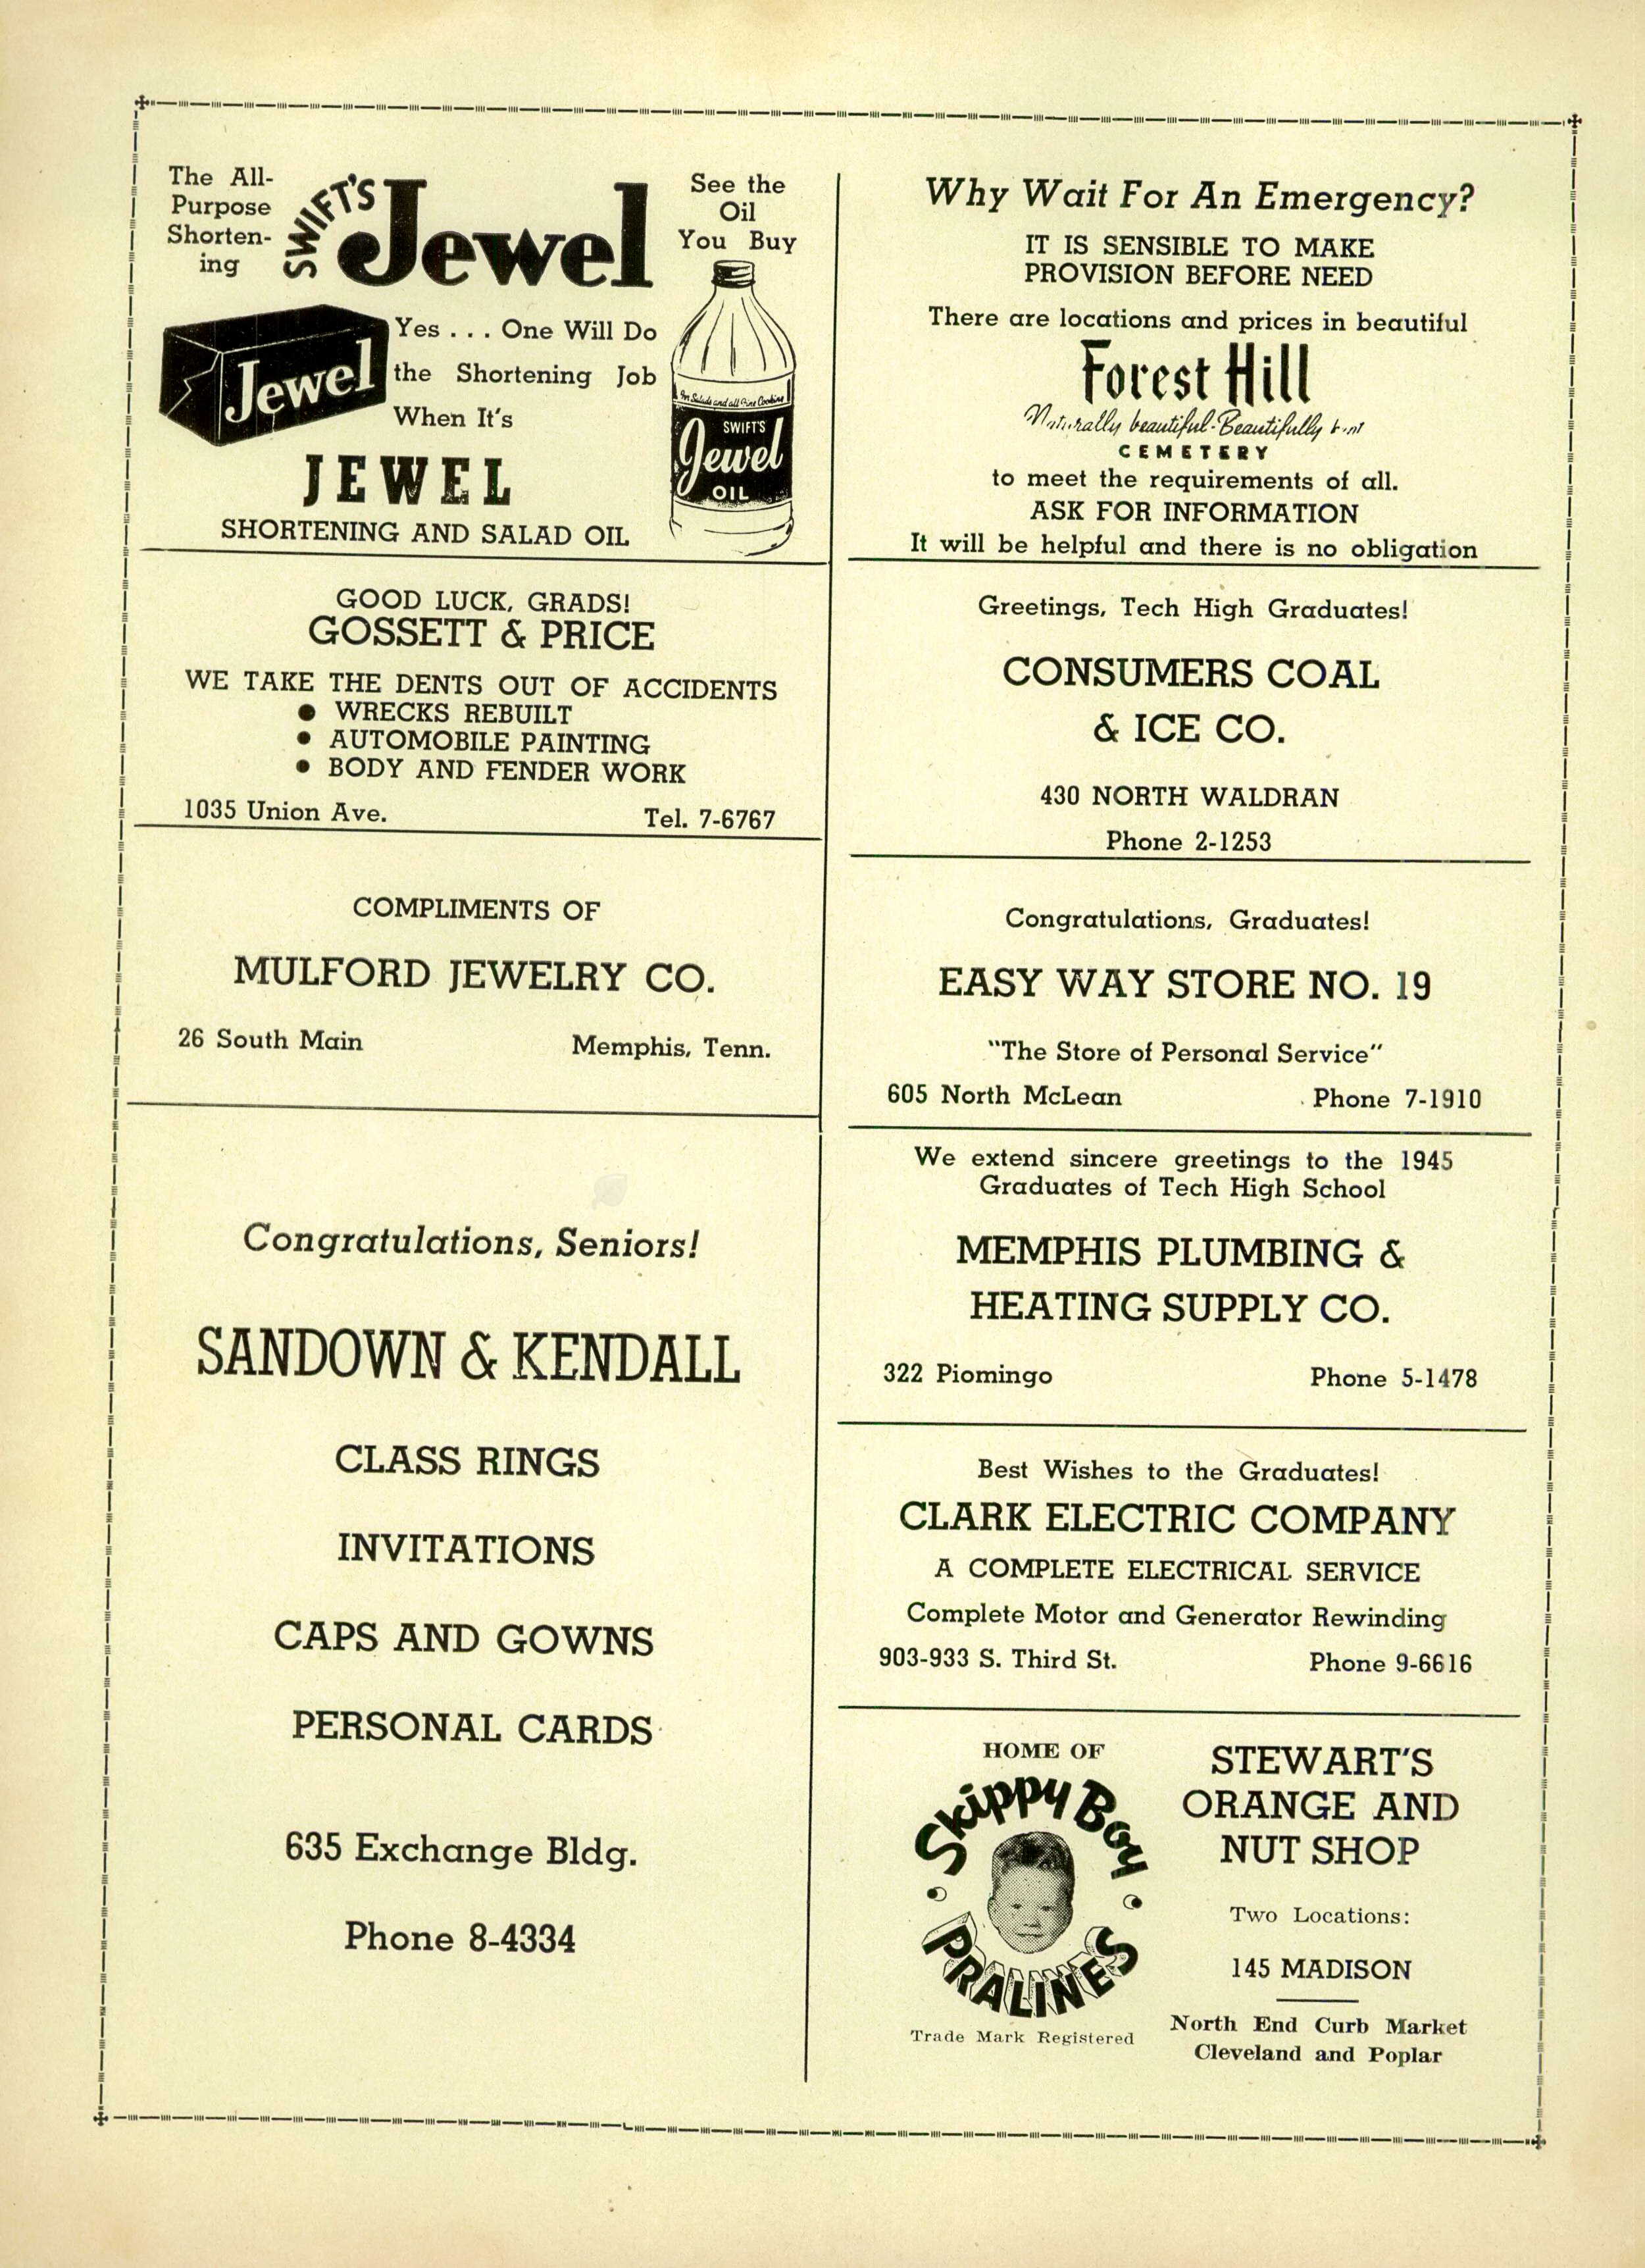 The All-
Purpose
Shorten-
ing
SWIFT'S
Jewel
See the
Oil
You Buy
Jewel
Yes . . . One Will Do
the Shortening Job
When It's
JEWEL
SHORTENING AND SALAD OIL
For Salads and all Fine Cooking
SWIFT'S
Jewel
OIL
GOOD LUCK, GRADS!
GOSSETT & PRICE
WE TAKE THE DENTS OUT OF ACCIDENTS
● WRECKS REBUILT
● AUTOMOBILE PAINTING
● BODY AND FENDER WORK
1035 Union Ave. Tel. 7-6767
COMPLIMENTS OF
MULFORD JEWELRY CO.
26 South Main Memphis, Tenn.
Congratulations, Seniors!
SANDOWN & KENDALL
CLASS RINGS
INVITATIONS
CAPS AND GOWNS
PERSONAL CARDS
635 Exchange Bldg.
Phone 8-4334
Why Wait For An Emergency?
IT IS SENSIBLE TO MAKE
PROVISION BEFORE NEED
There are locations and prices in beautiful
Forest Hill
Naturally beautiful-Beautifully
CEMETERY
to meet the requirements of all.
ASK FOR INFORMATION
It will be helpful and there is no obligation
Greetings, Tech High Graduates!
CONSUMERS COAL
& ICE CO.
430 NORTH WALDRAN
Phone 2-1253
Congratulations, Graduates!
EASY WAY STORE NO. 19
"The Store of Personal Service"
605 North McLean Phone 7-1910
We extend sincere greetings to the 1945
Graduates of Tech High School
MEMPHIS PLUMBING &
HEATING SUPPLY CO.
322 Piomingo Phone 5-1478
Best Wishes to the Graduates!
CLARK ELECTRIC COMPANY
A COMPLETE ELECTRICAL SERVICE
Complete Motor and Generator Rewinding
903-933 S. Third St. Phone 9-6616
HOME OF
Skippy Boy
PRALINES
Trade Mark Registered
STEWART'S
ORANGE AND
NUT SHOP
Two Locations:
145 MADISON
North End Curb Market
Cleveland and Poplar